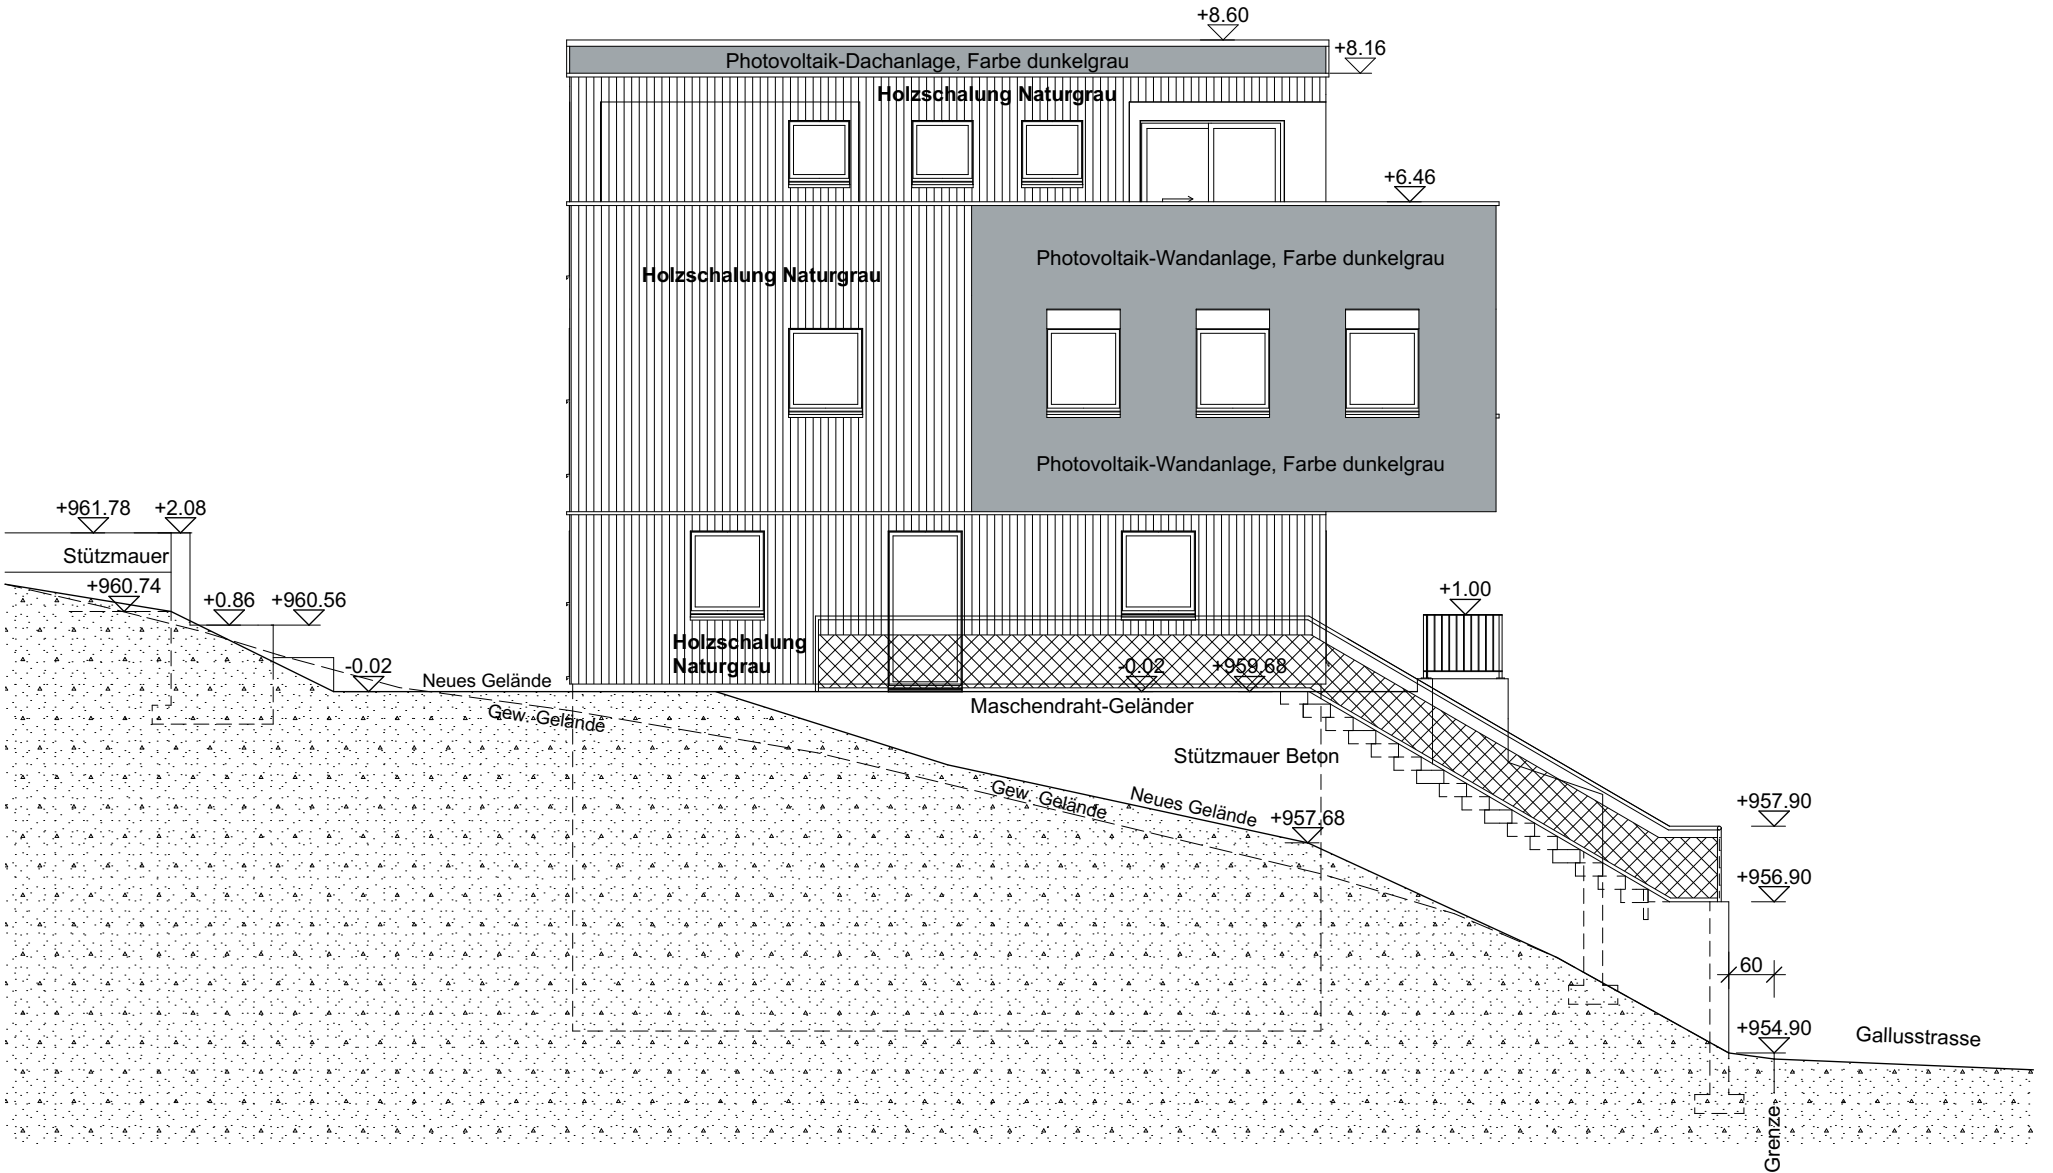 +8.60
+8.16
Photovoltaik-Dachanlage, Farbe dunkelgrau
Holzschalung Naturgrau
+6.46
Photovoltaik-Wandanlage, Farbe dunkelgrau
Holzschalung Naturgrau
Photovoltaik-Wandanlage, Farbe dunkelgrau
+961.78
+2.08
Stützmauer
+960.74
+0.86
+960.56
+1.00
Holzschalung
Naturgrau
-0.02
-0.02
+959.68
Neues Gelände
Maschendraht-Geländer
Gew. Gelände
Stützmauer Beton
Gew. Gelände
Neues Gelände
+957.68
+957.90
+956.90
60
+954.90
Gallusstrasse
Grenze